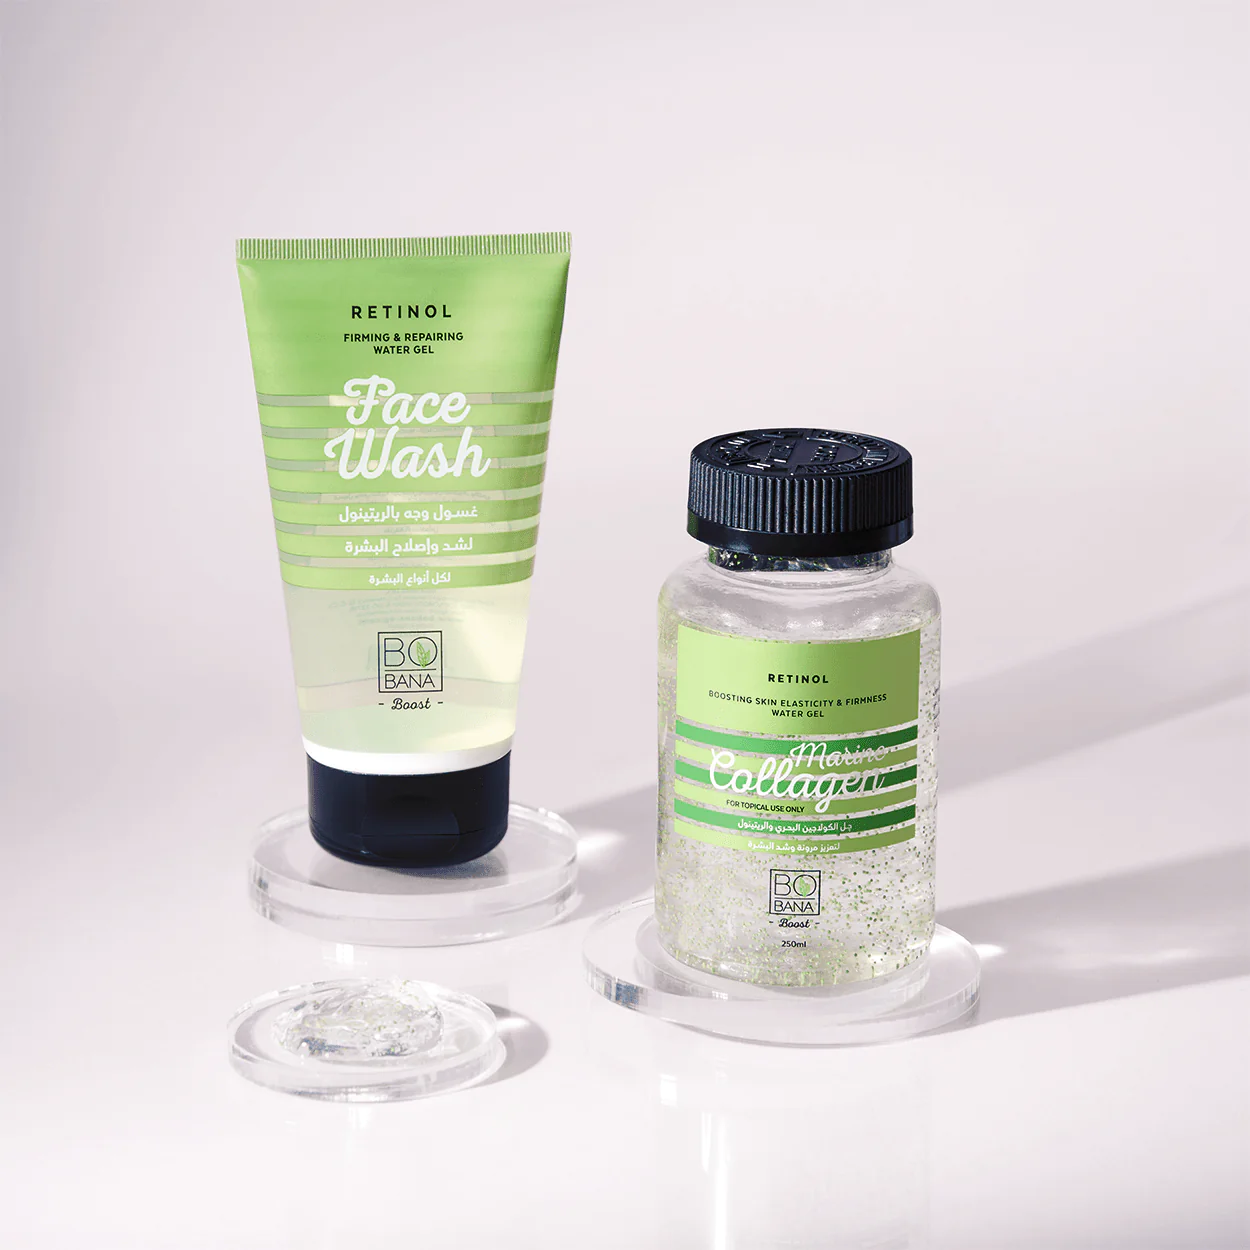 RETINOL
FIRMING & REPAIRING
WATER GEL
Face
Wash
غسول وجه بالريتينول
لشد وإصلاح البشرة
لكل أنواع البشرة
BO
BANA
- Boost -
RETINOL
BOOSTING SKIN ELASTICITY & FIRMNESS
WATER GEL
Marine
Collagen
FOR TOPICAL USE ONLY
جل الكولاجين البحري والريتينول
لتعزيز مرونة وشد البشرة
BO
BANA
- Boost -
250ml